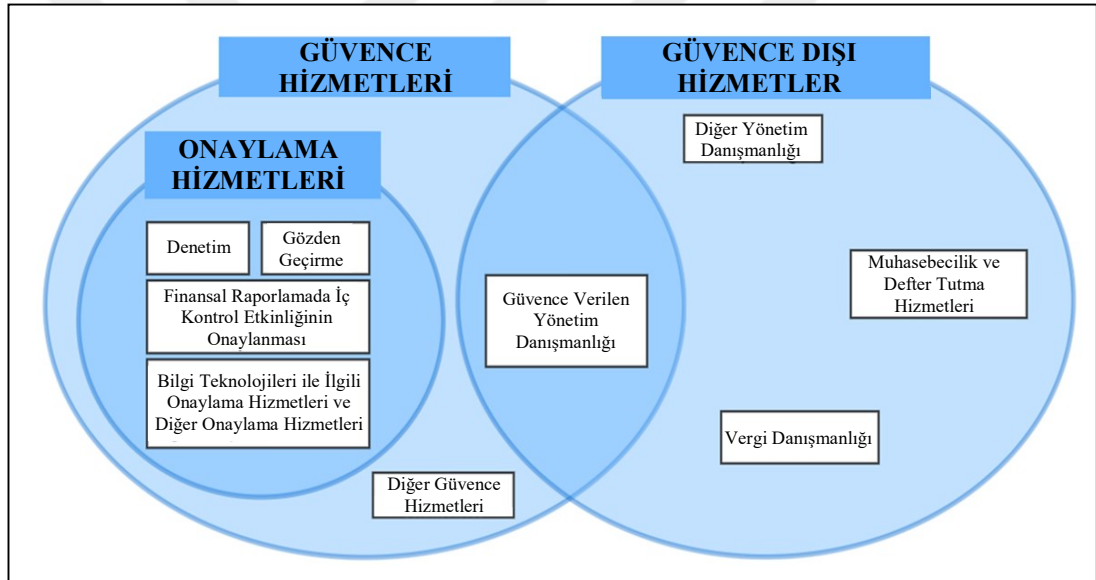 GÜVENCE
HİZMETLERİ
GÜVENCE DIŞI
HİZMETLER
Diğer Yönetim
Danışmanlığı
ONAYLAMA
HİZMETLERİ
Denetim
Gözden
Geçirme
Finansal Raporlamada İç
Kontrol Etkinliğinin
Onaylanması
Bilgi Teknolojileri ile İlgili
Onaylama Hizmetleri ve
Diğer Onaylama Hizmetleri
Diğer Güvence
Hizmetleri
Güvence Verilen
Yönetim
Danışmanlığı
Muhasebecilik ve
Defter Tutma
Hizmetleri
Vergi Danışmanlığı